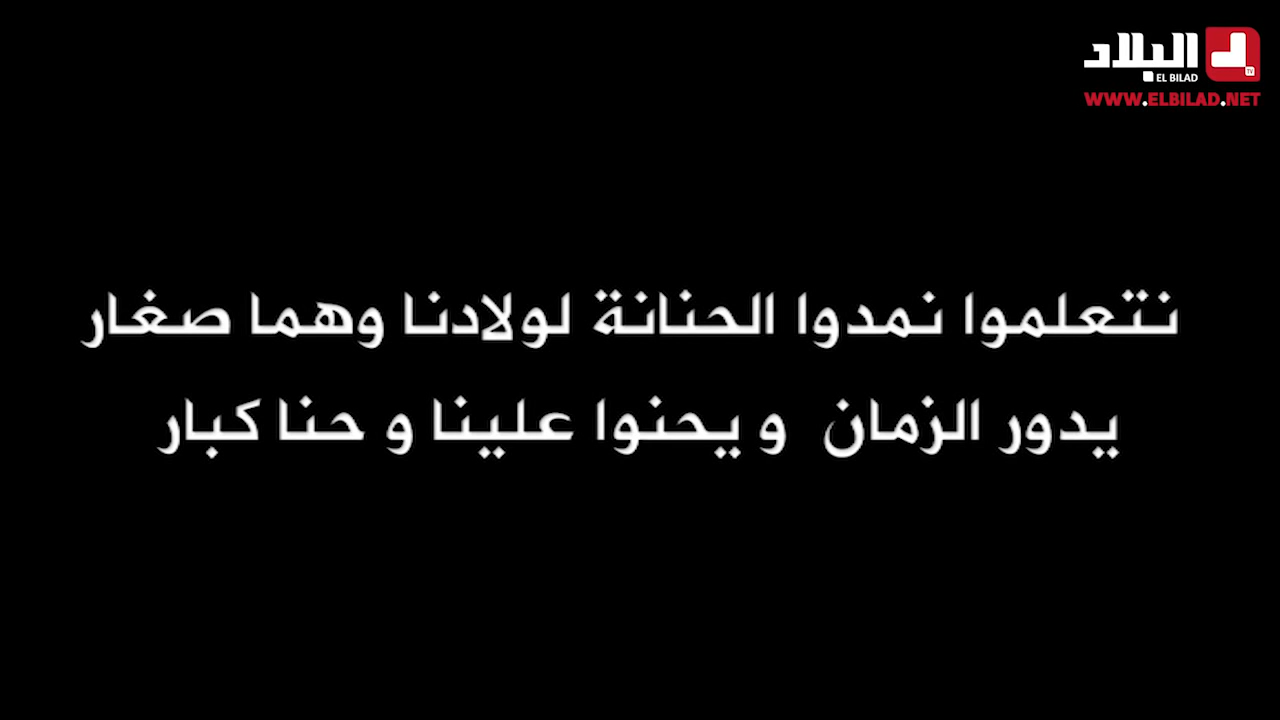 البلاد
TV
EL BILAD
WWW.ELBILAD.NET
نتعلموا نمدوا الحنانة لولادنا وهما صغار
يدور الزمان و يحنوا علينا و حنا كبار